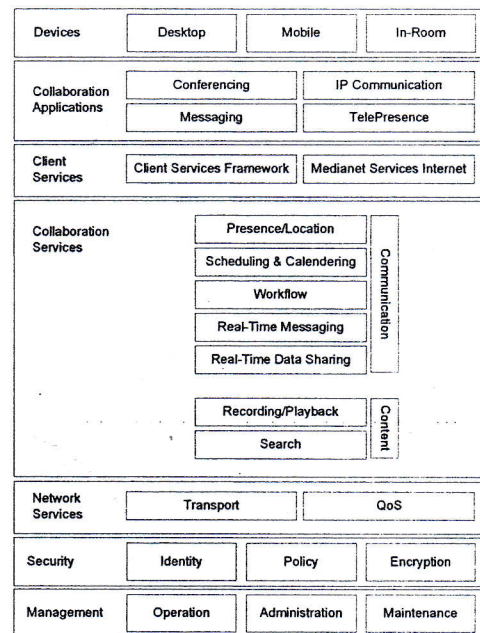 Devices
Desktop
Mobile
In-Room
Collaboration
Applications
Conferencing
IP Communication
Messaging
TelePresence
Client
Services
Client Services Framework
Medianet Services Internet
Collaboration
Services
Presence/Location
Scheduling & Calendering
Workflow
Real-Time Messaging
Real-Time Data Sharing
Communication
Recording/Playback
Search
Content
Network
Services
Transport
QoS
Security
Identity
Policy
Encryption
Management
Operation
Administration
Maintenance